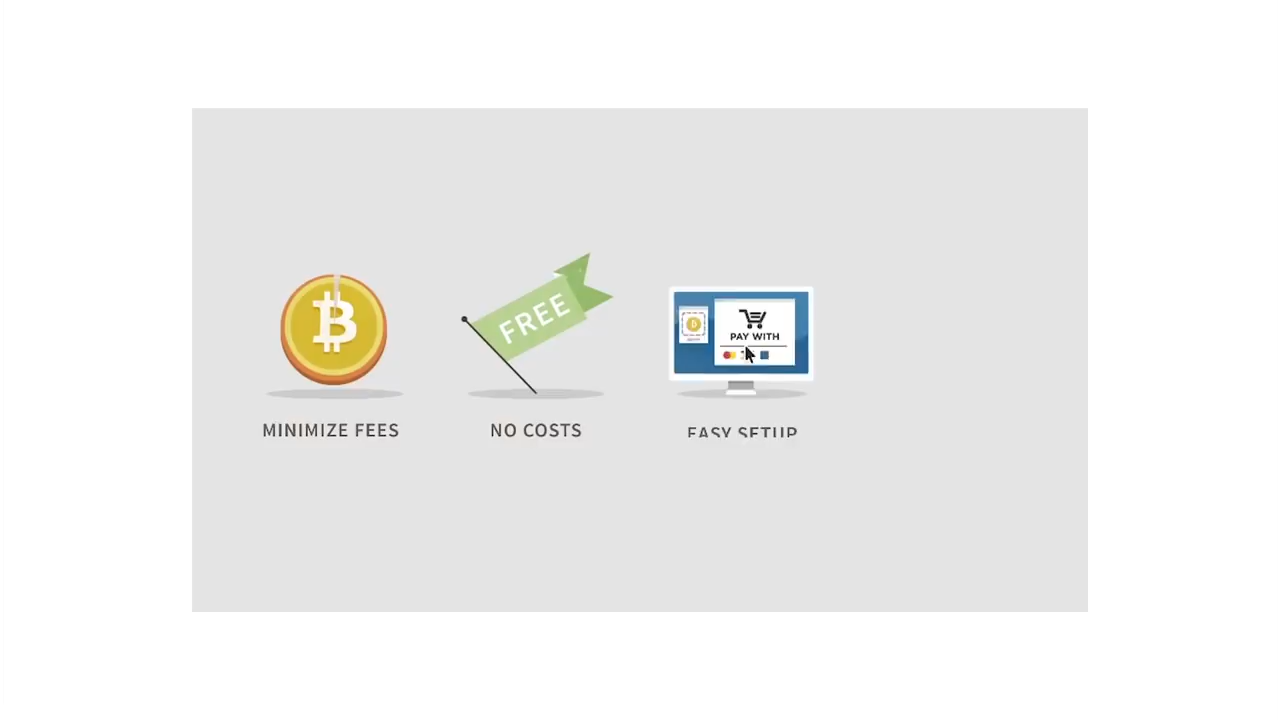 FREE
PAY WITH
MINIMIZE FEES
NO COSTS
EASY SETUP